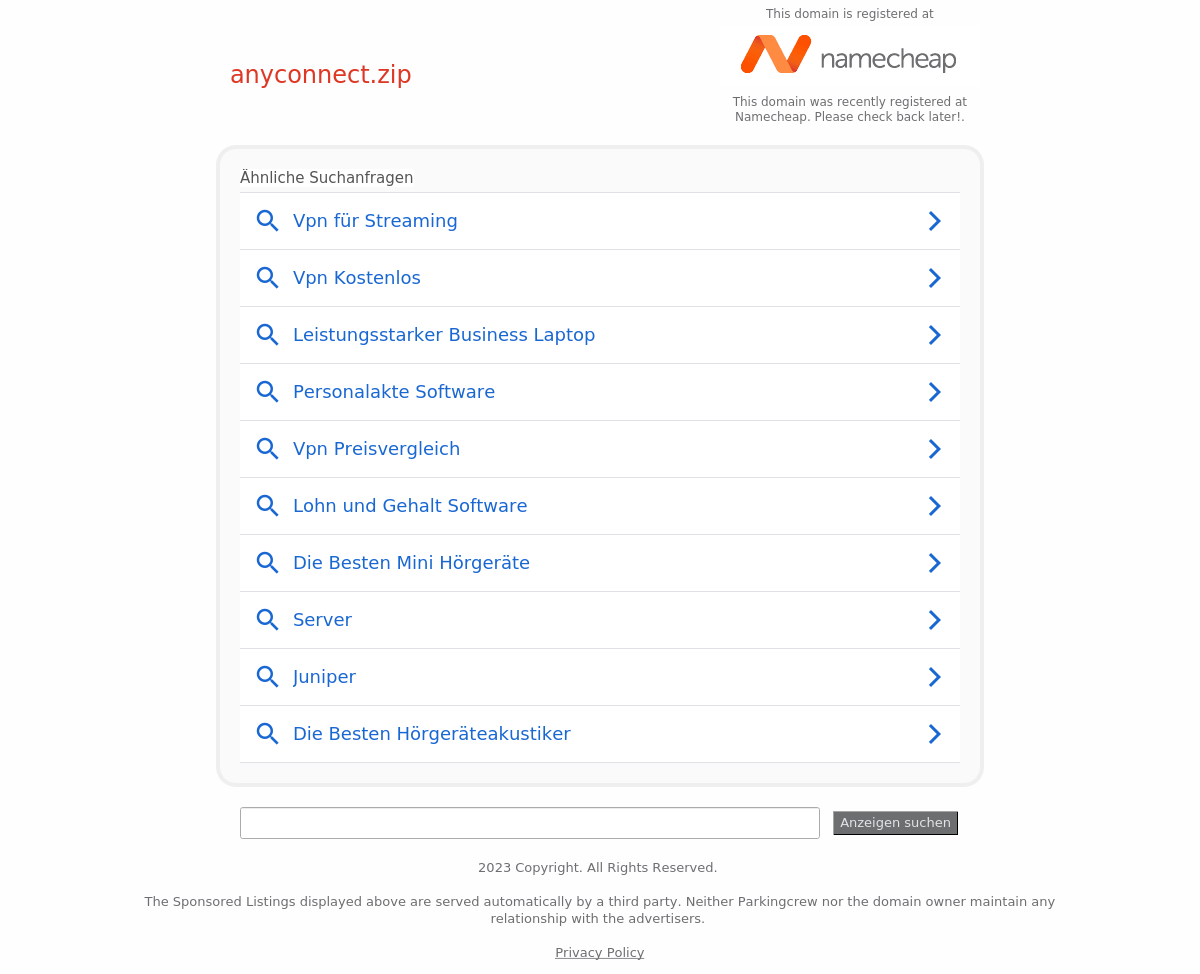 This domain is registered at
namecheap
anyconnect.zip
This domain was recently registered at
Namecheap. Please check back later!.
Ähnliche Suchanfragen
Vpn für Streaming
Vpn Kostenlos
Leistungsstarker Business Laptop
Personalakte Software
Vpn Preisvergleich
Lohn und Gehalt Software
Die Besten Mini Hörgeräte
Server
Juniper
Die Besten Hörgeräteakustiker
Anzeigen suchen
2023 Copyright. All Rights Reserved.
The Sponsored Listings displayed above are served automatically by a third party. Neither Parkingcrew nor the domain owner maintain any
relationship with the advertisers.
Privacy Policy